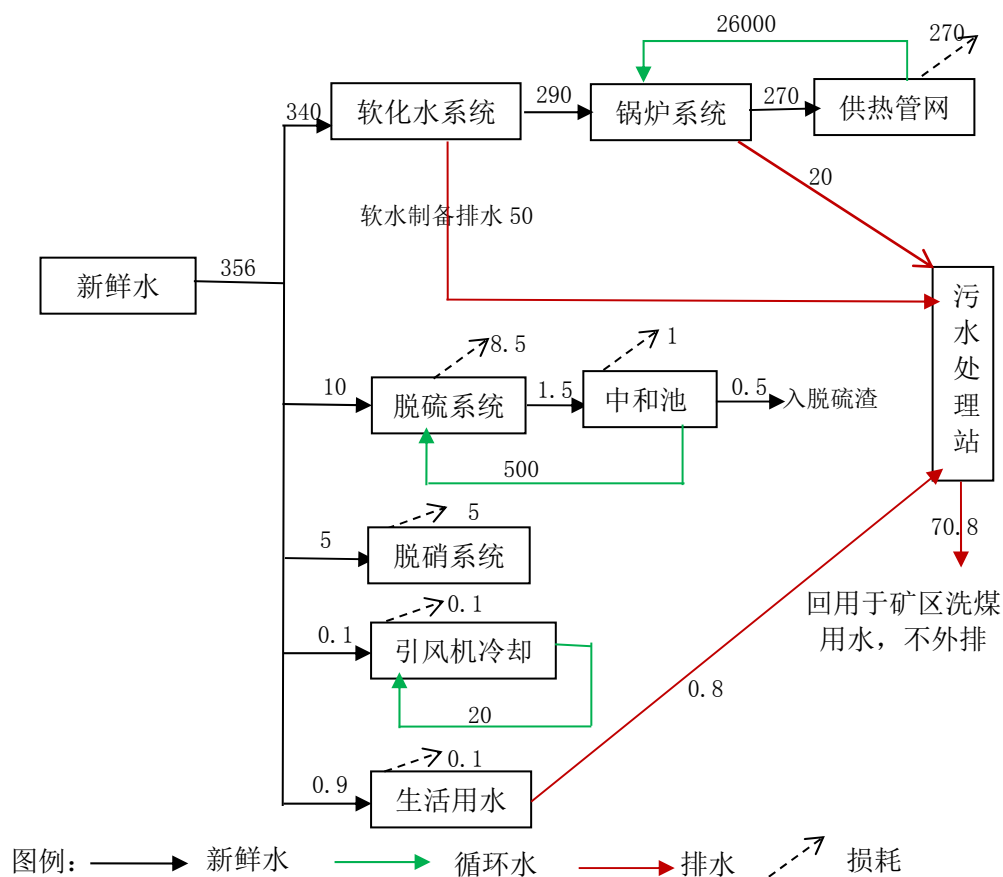 26000
270
340
软化水系统
290
锅炉系统
270
供热管网
20
软水制备排水 50
新鲜水
356
污水处理站
8.5
1
10
脱硫系统
1.5
中和池
0.5
入脱硫渣
500
5
5
脱硝系统
70.8
回用于矿区洗煤
用水，不外排
0.1
0.1
引风机冷却
20
0.8
0.1
0.9
生活用水
图例：
新鲜水
循环水
排水
损耗